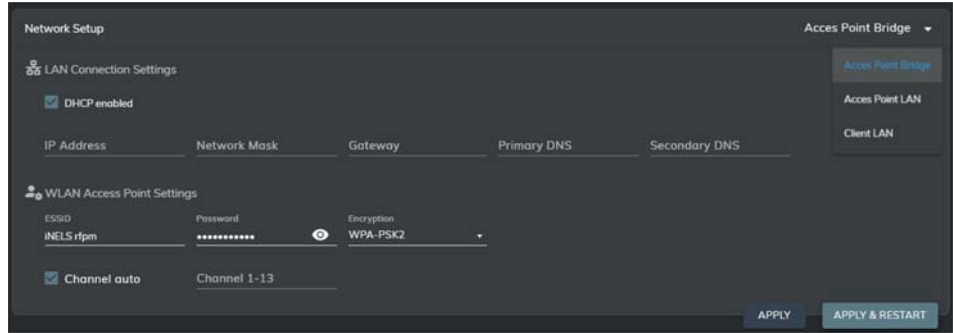 Network Setup
Acces Point Bridge
Acces Point Bridge
Acces Point LAN
Client LAN
LAN Connection Settings
DHCP enabled
IP Address Network Mask Gateway Primary DNS Secondary DNS
WLAN Access Point Settings
ESSID Password Encryption
iNELS rfpm ••••••••••• WPA-PSK2
Channel auto Channel 1-13
APPLY APPLY & RESTART